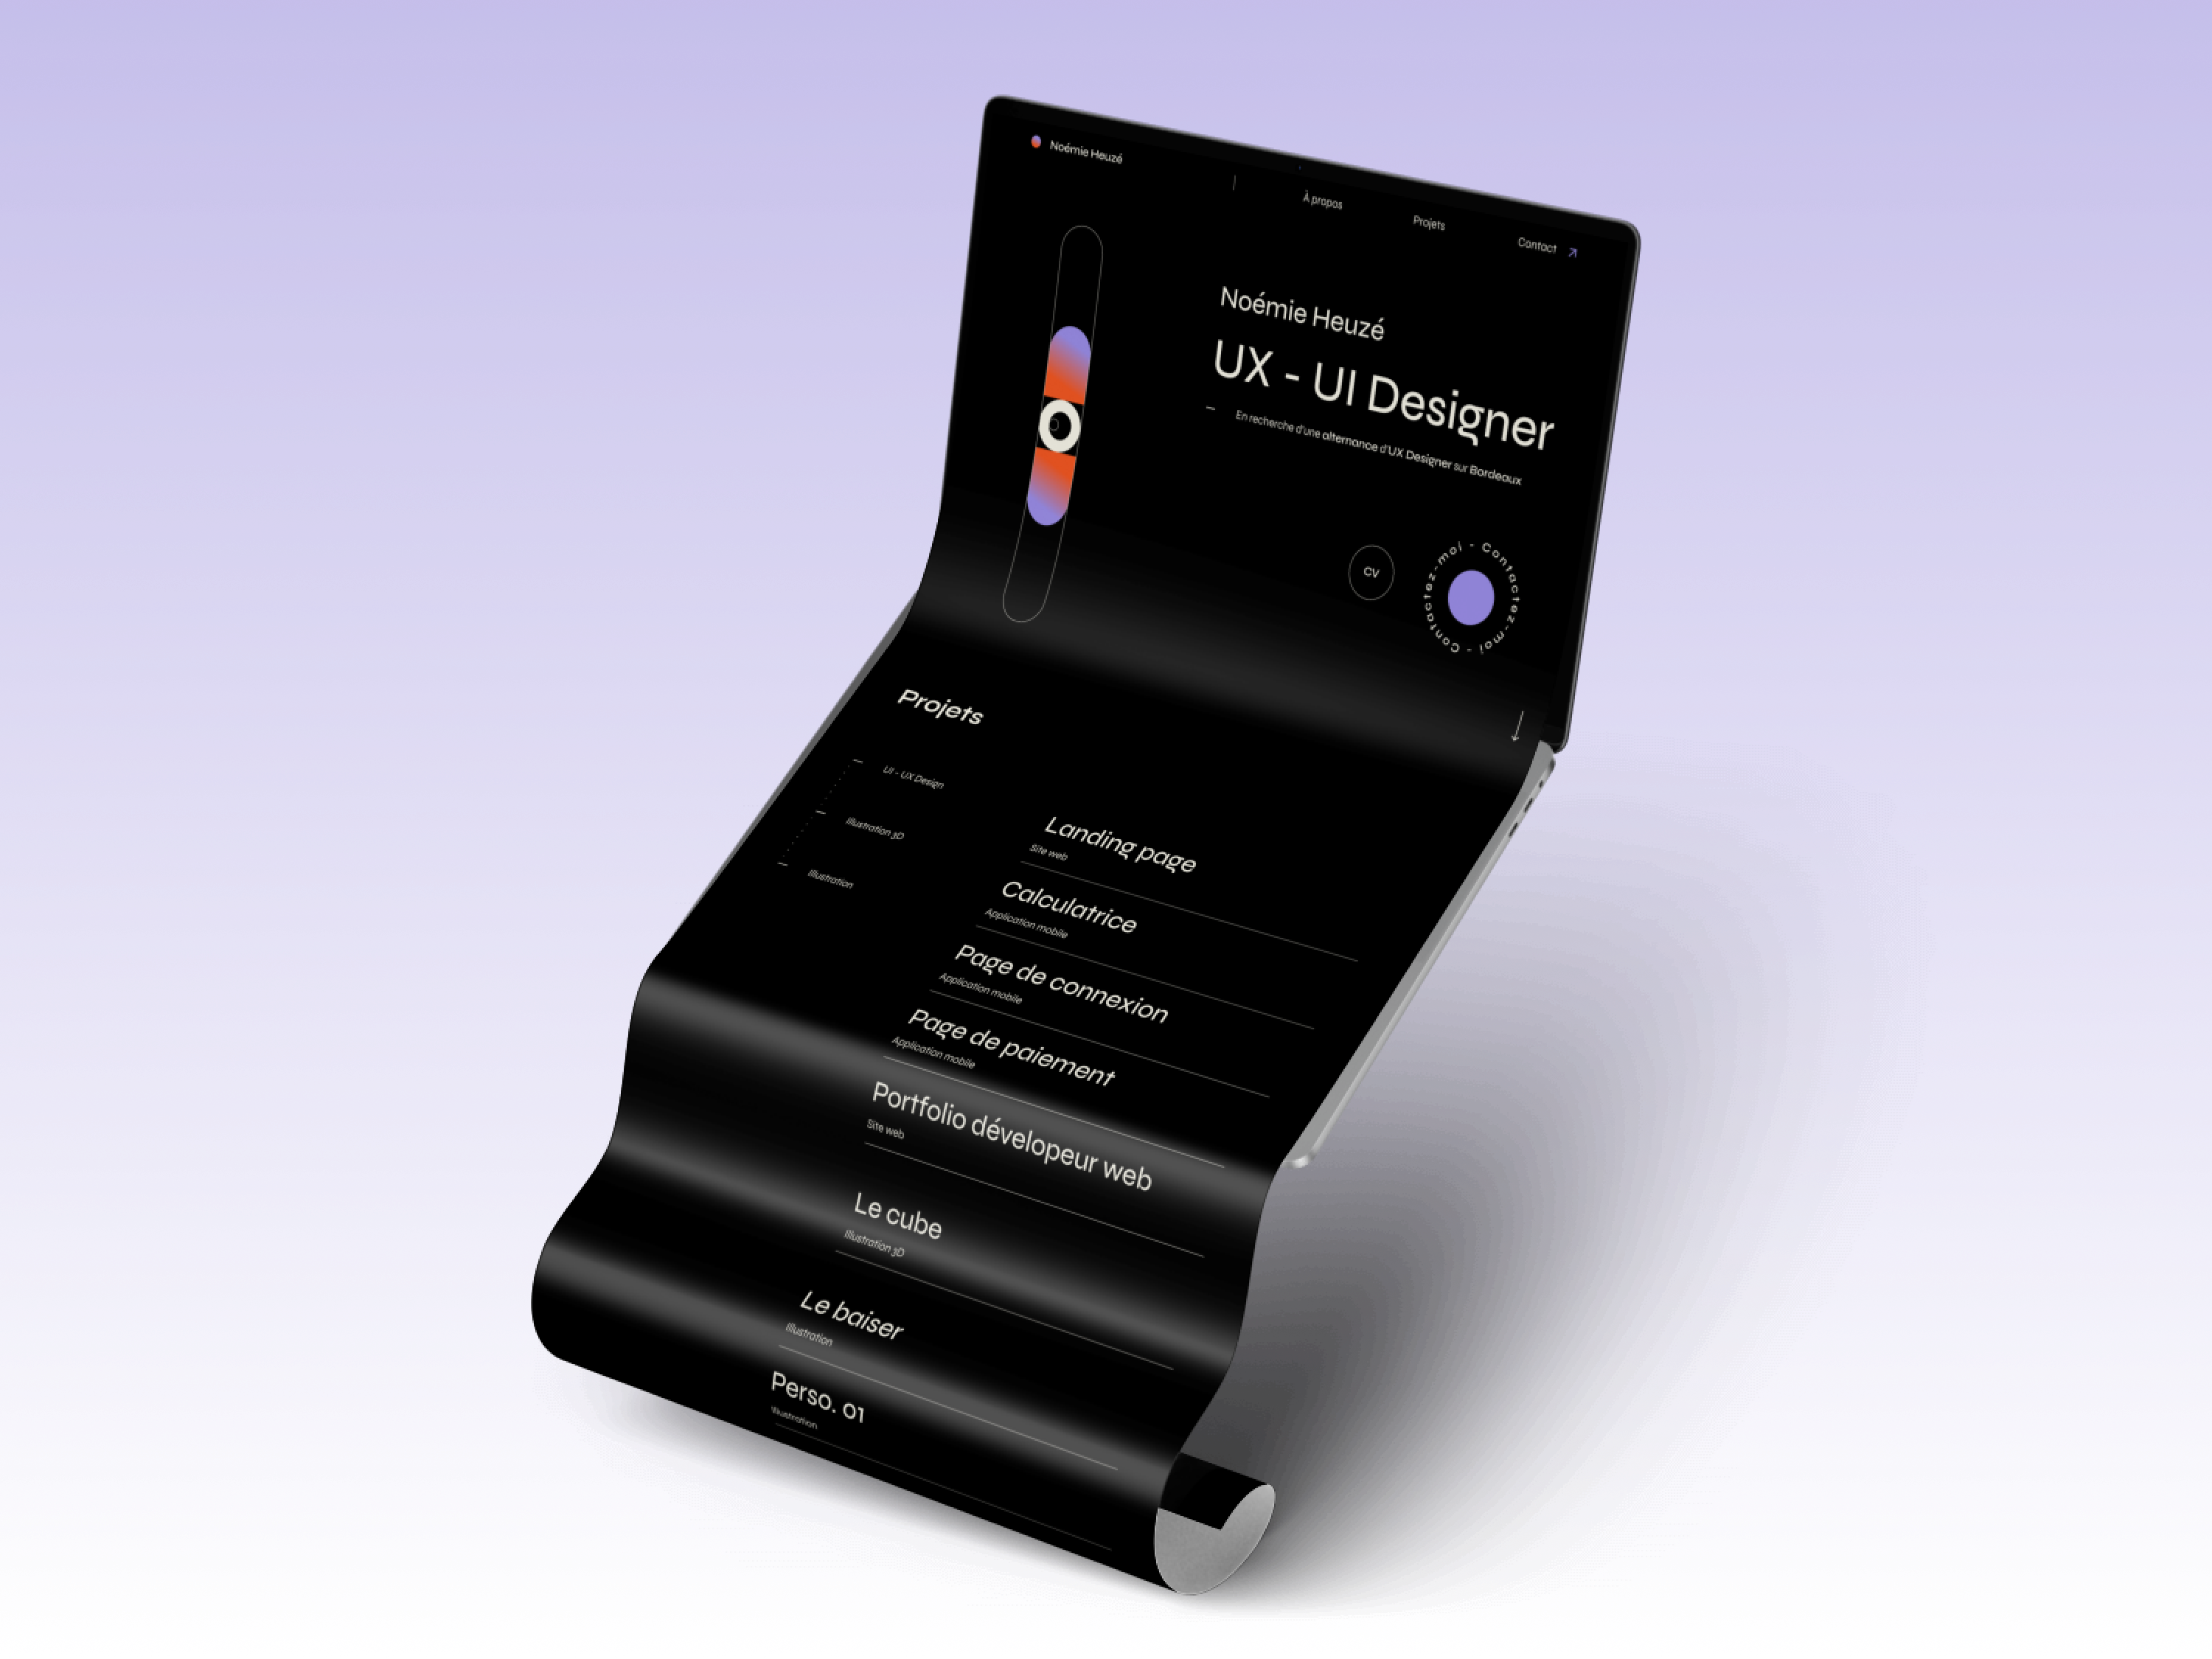 Noémie Heuzé
À propos
Projets
Contact
Noémie Heuzé
UX - UI Designer
En recherche d'une alternance d'UX Designer sur Bordeaux
CV
Contactez-moi - Contactez-moi -
Projets
UI - UX Design
Illustration 3D
Illustration
Landing page
Site web
Calculatrice
Application mobile
Page de connexion
Application mobile
Page de paiement
Application mobile
Portfolio dévelopeur web
Site web
Le cube
Illustration 3D
Le baiser
Illustration
Perso. 01
Illustration